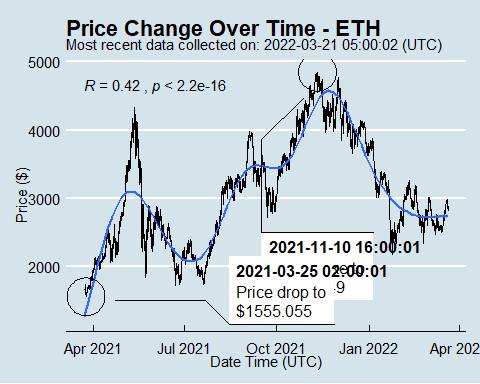 Price Change Over Time - ETH
Most recent data collected on: 2022-03-21 05:00:02 (UTC)
R = 0.42 , p < 2.2e-16
Price ($)
5000
4000
3000
2000
2021-11-10 16:00:01
2021-03-25 02:00:01
Price drop to
$1555.055
Apr 2021
Jul 2021
Oct 2021
Jan 2022
Apr 202
Date Time (UTC)